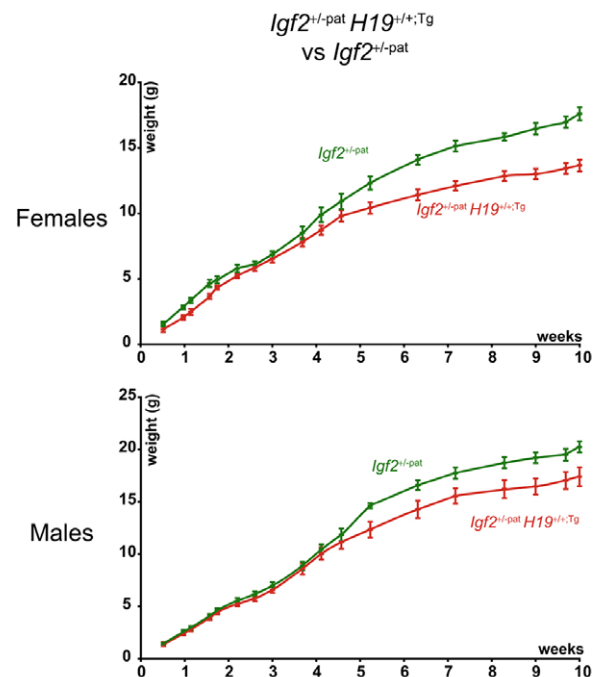 Igf2+/-pat H19+/+;Tg
vs Igf2+/-pat
Females
weight (g)
20
15
10
5
0
Igf2+/-pat
Igf2+/-pat H19+/+;Tg
weeks
0 1 2 3 4 5 6 7 8 9 10
Males
weight (g)
25
20
15
10
5
0
Igf2+/-pat
Igf2+/-pat H19+/+;Tg
weeks
0 1 2 3 4 5 6 7 8 9 10